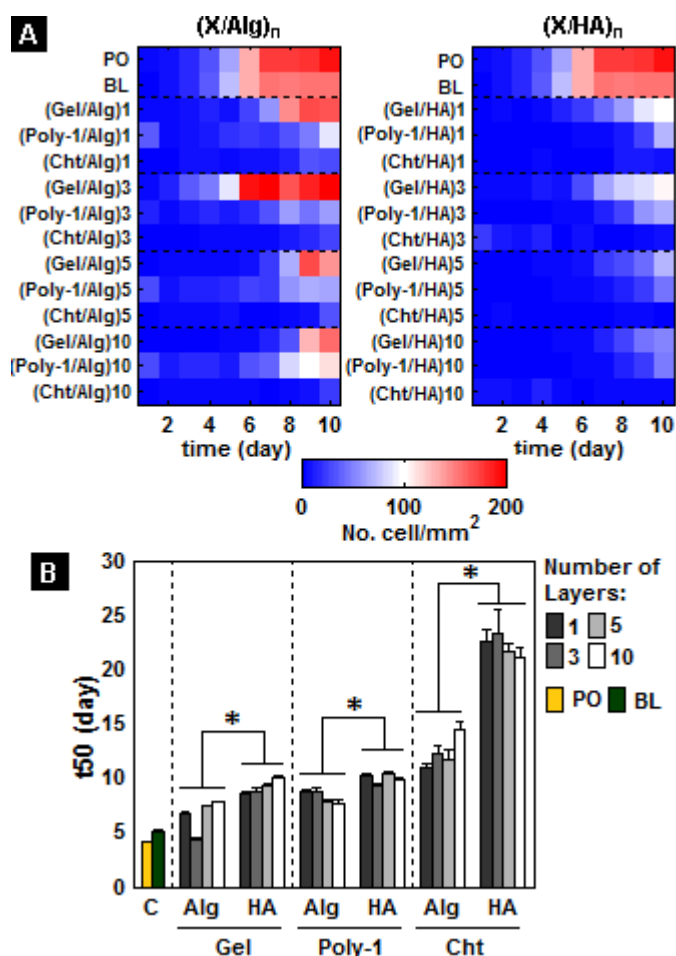 A
(X/Alg)n
(X/HA)n
PO
BL
(Gel/Alg)1
(Poly-1/Alg)1
(Cht/Alg)1
(Gel/Alg)3
(Poly-1/Alg)3
(Cht/Alg)3
(Gel/Alg)5
(Poly-1/Alg)5
(Cht/Alg)5
(Gel/Alg)10
(Poly-1/Alg)10
(Cht/Alg)10
2 4 6 8 10
time (day)
PO
BL
(Gel/HA)1
(Poly-1/HA)1
(Cht/HA)1
(Gel/HA)3
(Poly-1/HA)3
(Cht/HA)3
(Gel/HA)5
(Poly-1/HA)5
(Cht/HA)5
(Gel/HA)10
(Poly-1/HA)10
(Cht/HA)10
2 4 6 8 10
time (day)
0 100 200
No. cell/mm2
B
t50 (day)
30
25
20
15
10
5
0
* * *
C Alg HA Alg HA Alg HA
Gel Poly-1 Cht
Number of
Layers:
1 5
3 10
PO BL